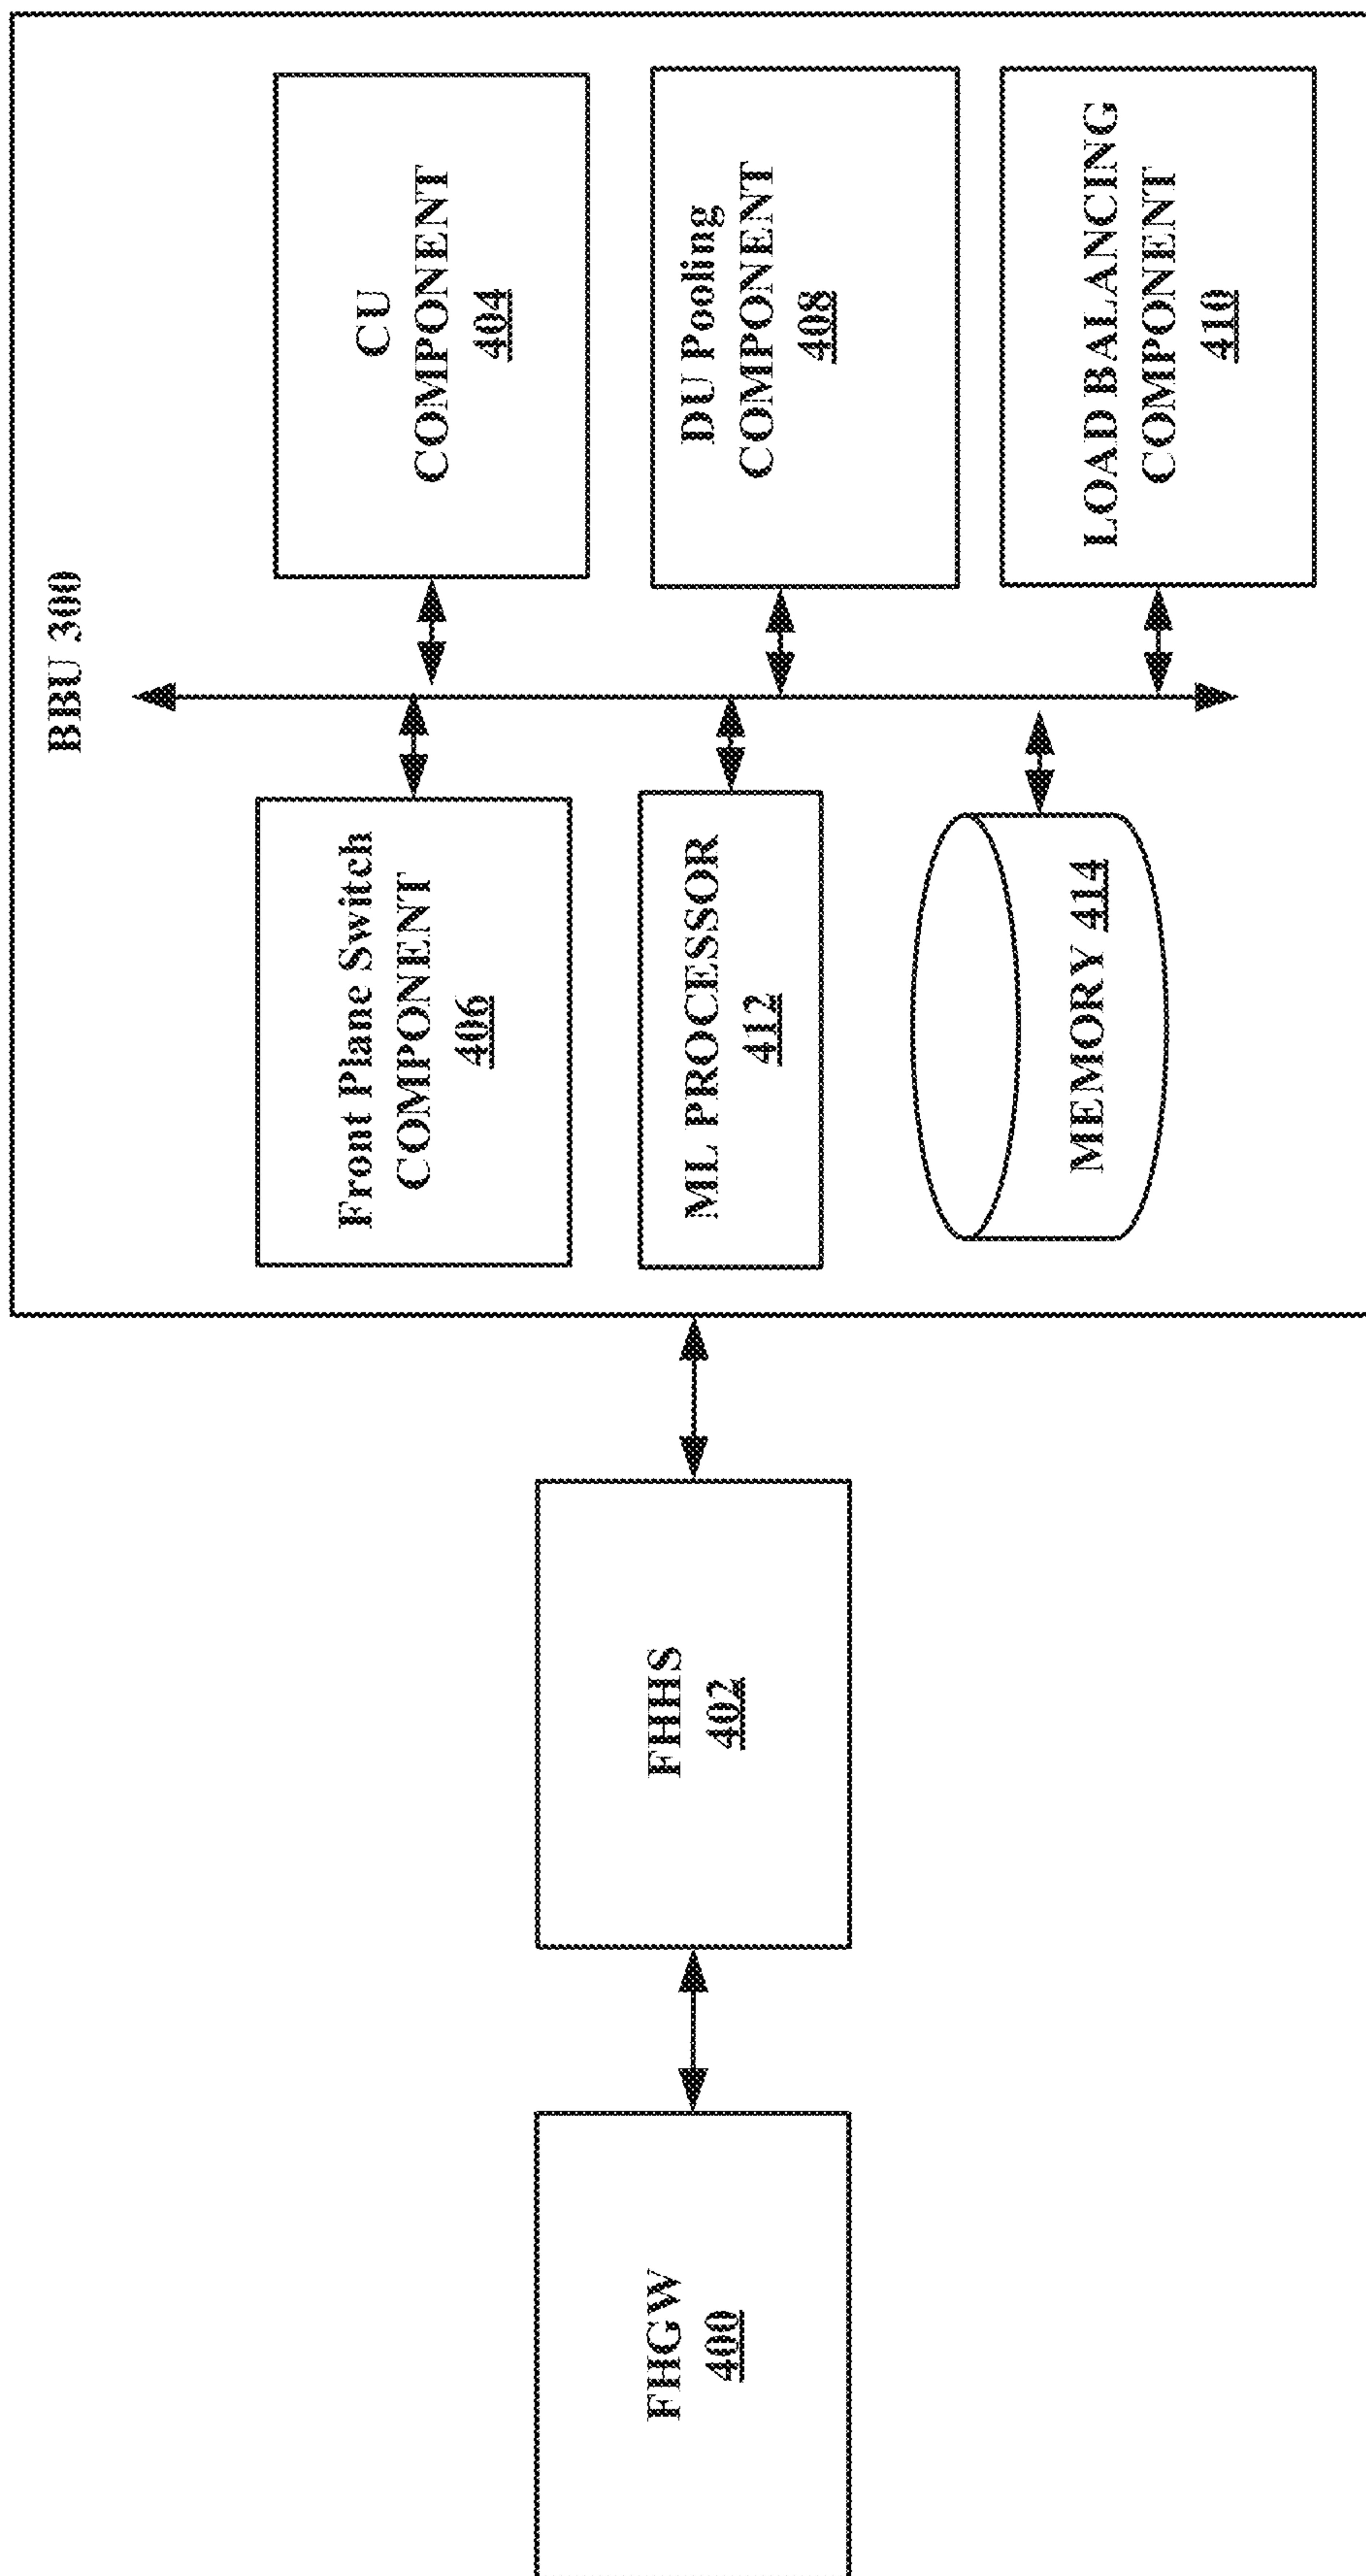 BBU 300
FHGW
400
FHHS
402
Front Plane Switch
COMPONENT
406
CU
COMPONENT
404
ML PROCESSOR
412
DU Pooling
COMPONENT
408
MEMORY 414
LOAD BALANCING
COMPONENT
410